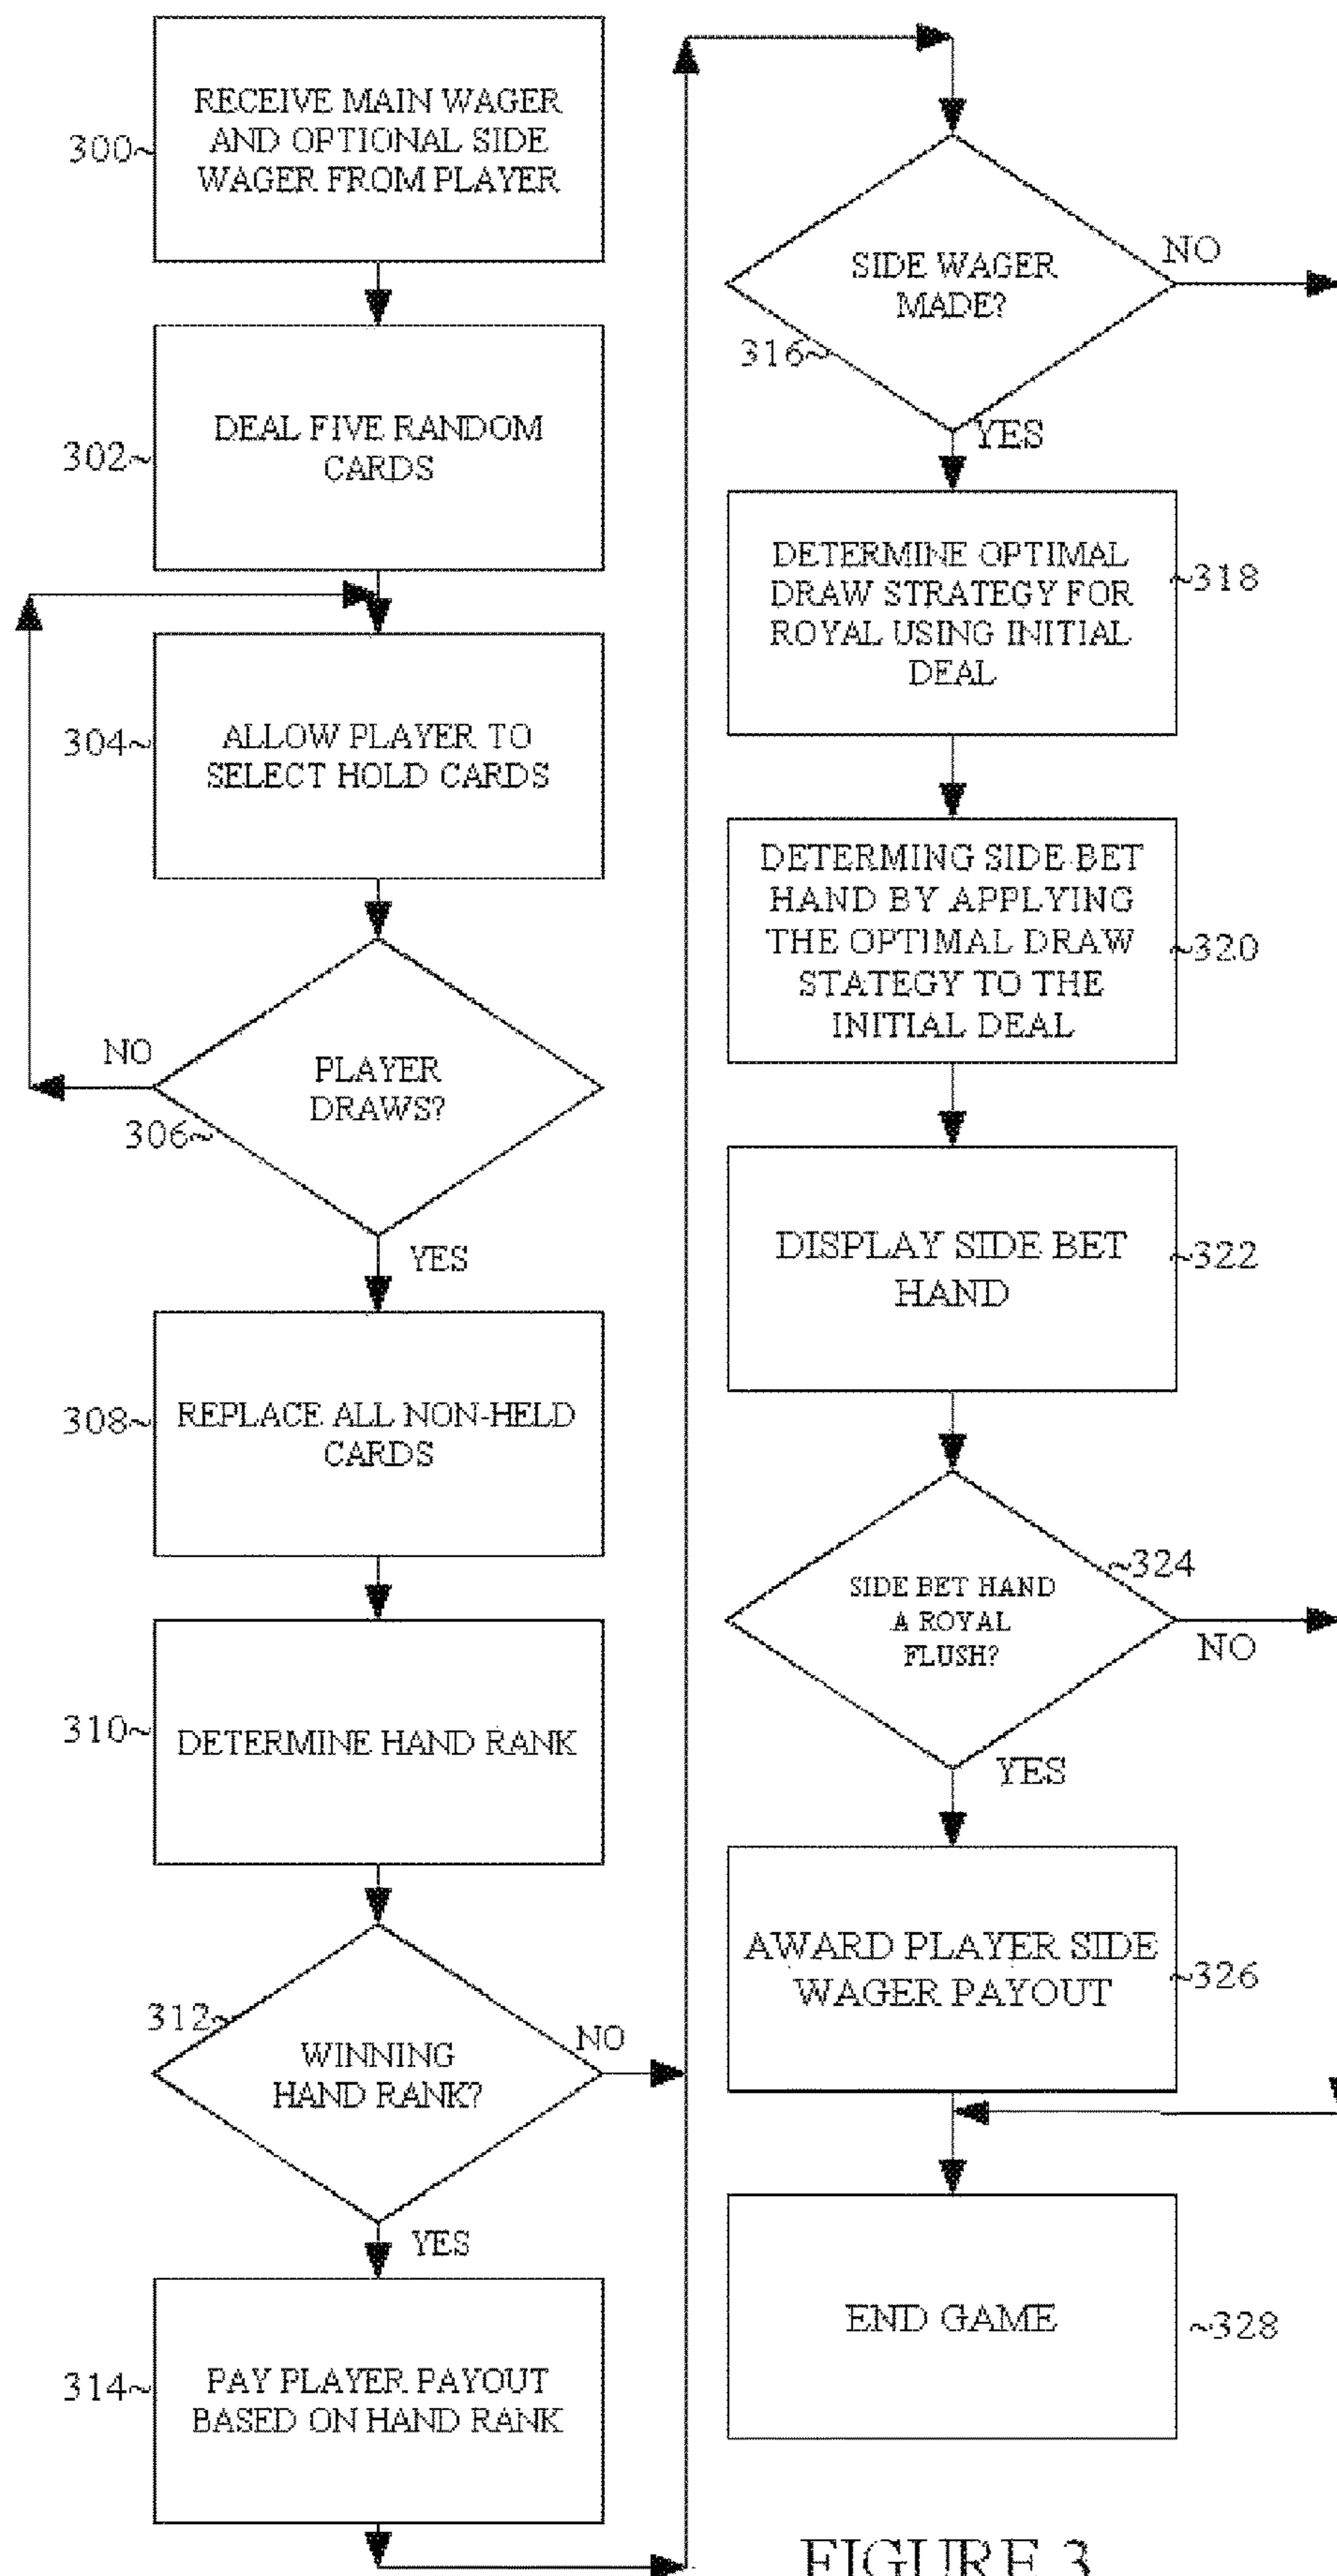 300~
RECEIVE MAIN WAGER
AND OPTIONAL SIDE
WAGER FROM PLAYER
302~
DEAL FIVE RANDOM
CARDS
304~
ALLOW PLAYER TO
SELECT HOLD CARDS
NO
PLAYER
DRAWS?
306~
YES
308~
REPLACE ALL NON-HELD
CARDS
310~
DETERMINE HAND RANK
312~
WINNING
HAND RANK?
NO
YES
314~
PAY PLAYER PAYOUT
BASED ON HAND RANK
SIDE WAGER
MADE?
NO
316~
YES
DETERMINE OPTIMAL
DRAW STRATEGY FOR
ROYAL USING INITIAL
DEAL
~318
DETERMING SIDE BET
HAND BY APPLYING
THE OPTIMAL DRAW
STATEGY TO THE
INITIAL DEAL
~320
DISPLAY SIDE BET
HAND
~322
SIDE BET HAND
A ROYAL
FLUSH?
~324
NO
YES
AWARD PLAYER SIDE
WAGER PAYOUT
~326
END GAME
~328
FIGURE 3